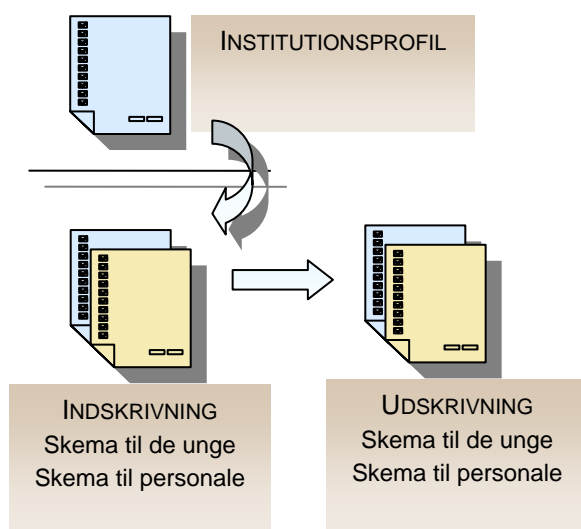 INSTITUTIONSPROFIL
INDSKRIVNING
Skema til de unge
Skema til personale
UDSKRIVNING
Skema til de unge
Skema til personale